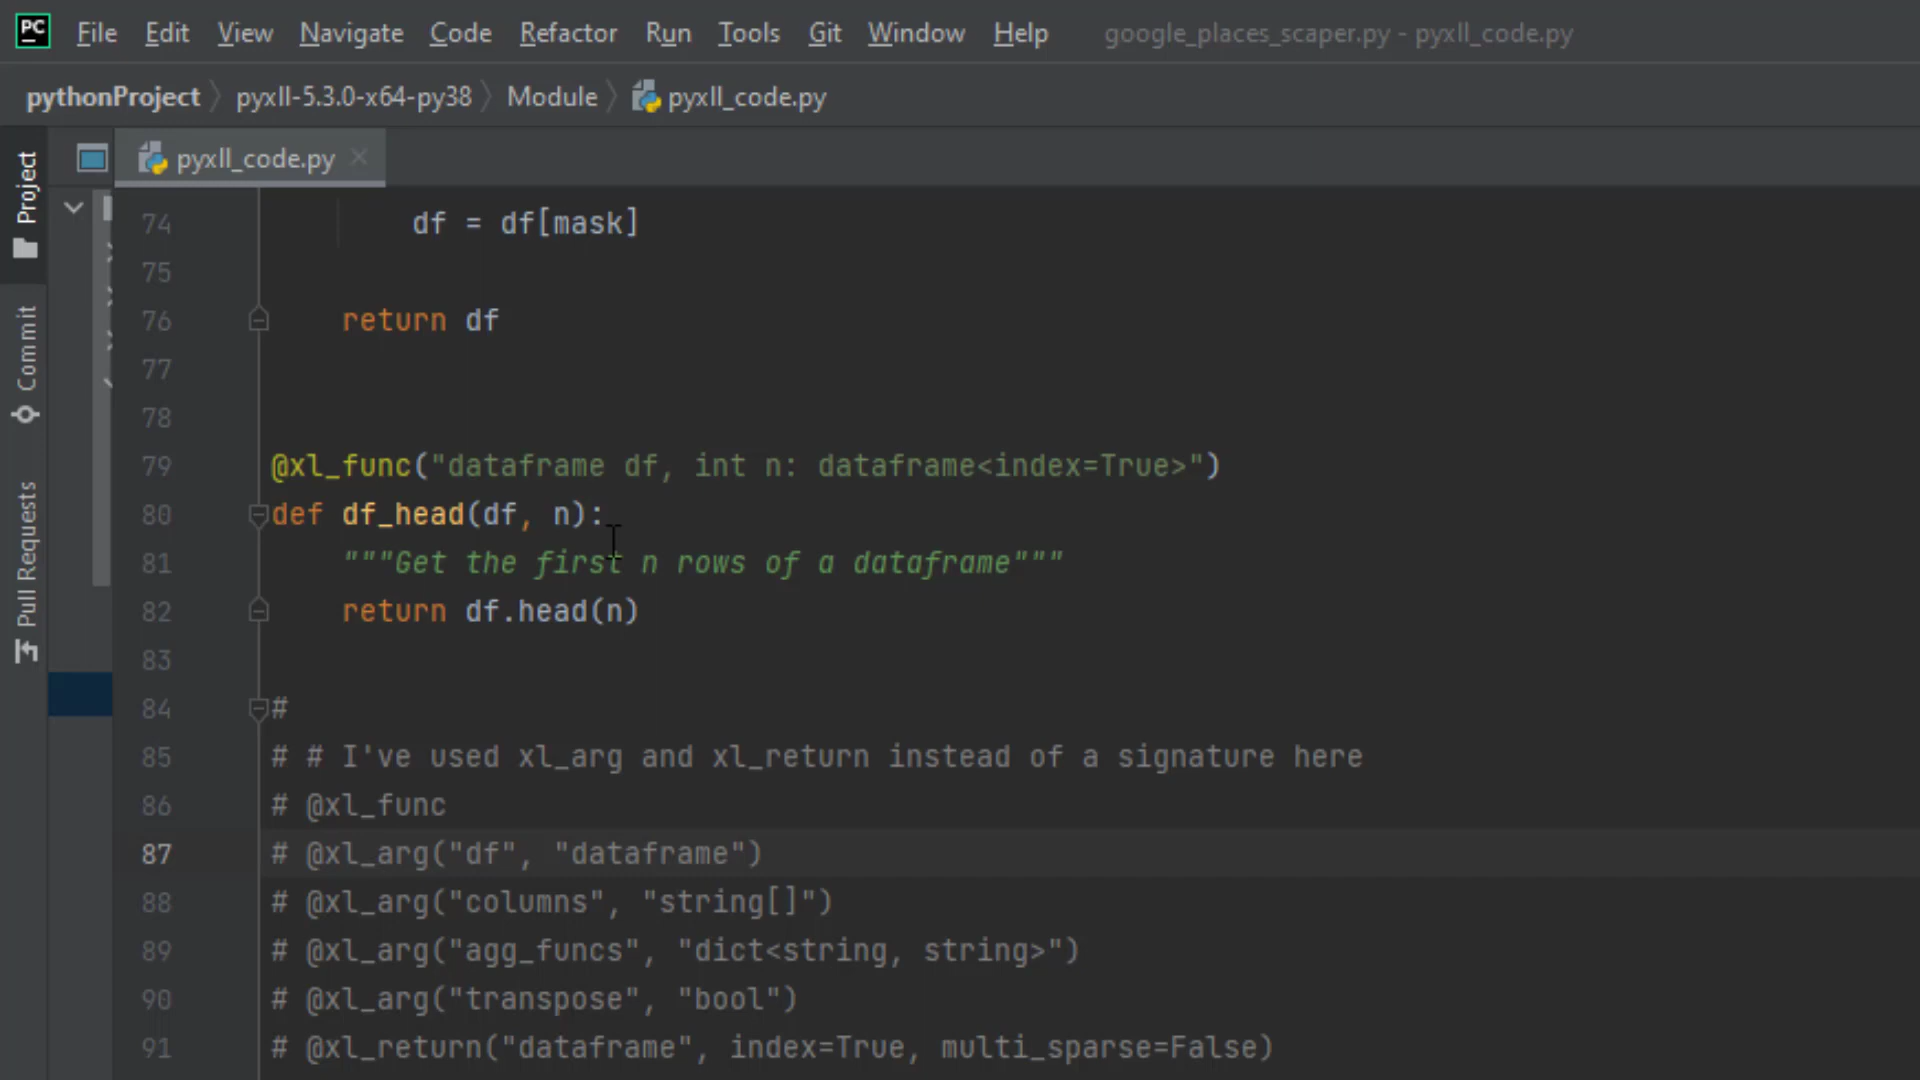 PC File Edit View Navigate Code Refactor Run Tools Git Window Help google_places_scaper.py - pyxll_code.py
pythonProject pyxll-5.3.0-x64-py38 Module pyxll_code.py
pyxll_code.py
Project
Commit
Pull Requests
74 df = df[mask]
75
76 return df
77
78
79 @xl_func("dataframe df, int n: dataframe<index=True>")
80 def df_head(df, n):
81 """Get the first n rows of a dataframe"""
82 return df.head(n)
83
84 #
85 # # I've used xl_arg and xl_return instead of a signature here
86 # @xl_func
87 # @xl_arg("df", "dataframe")
88 # @xl_arg("columns", "string[]")
89 # @xl_arg("agg_funcs", "dict<string, string>")
90 # @xl_arg("transpose", "bool")
91 # @xl_return("dataframe", index=True, multi_sparse=False)